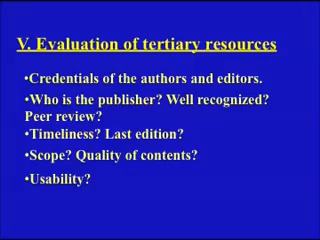 V. Evaluation of tertiary resources
•Credentials of the authors and editors.
•Who is the publisher? Well recognized?
Peer review?
•Timeliness? Last edition?
•Scope? Quality of contents?
•Usability?